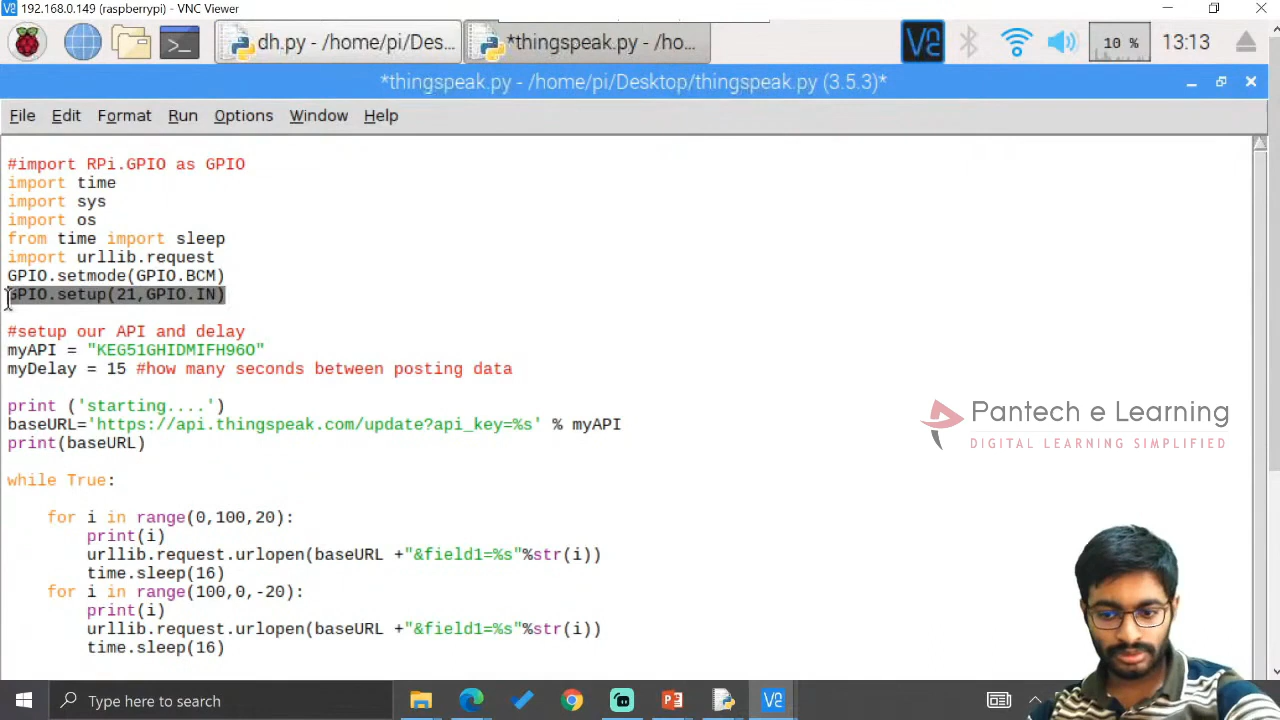 192.168.0.149 (raspberrypi) - VNC Viewer
dh.py - /home/pi/Des...
*thingspeak.py - /ho...
10 %
13:13
*thingspeak.py - /home/pi/Desktop/thingspeak.py (3.5.3)*
File Edit Format Run Options Window Help
#import RPi.GPIO as GPIO
import time
import sys
import os
from time import sleep
import urllib.request
GPIO.setmode(GPIO.BCM)
GPIO.setup(21,GPIO.IN)
#setup our API and delay
myAPI = "KEG51GHIDMIFH96O"
myDelay = 15 #how many seconds between posting data
print ('starting....')
baseURL='https://api.thingspeak.com/update?api_key=%s' % myAPI
print(baseURL)
while True:
for i in range(0,100,20):
print(i)
urllib.request.urlopen(baseURL +"&field1=%s"%str(i))
time.sleep(16)
for i in range(100,0,-20):
print(i)
urllib.request.urlopen(baseURL +"&field1=%s"%str(i))
time.sleep(16)
Pantech e Learning
DIGITAL LEARNING SIMPLIFIED
Type here to search